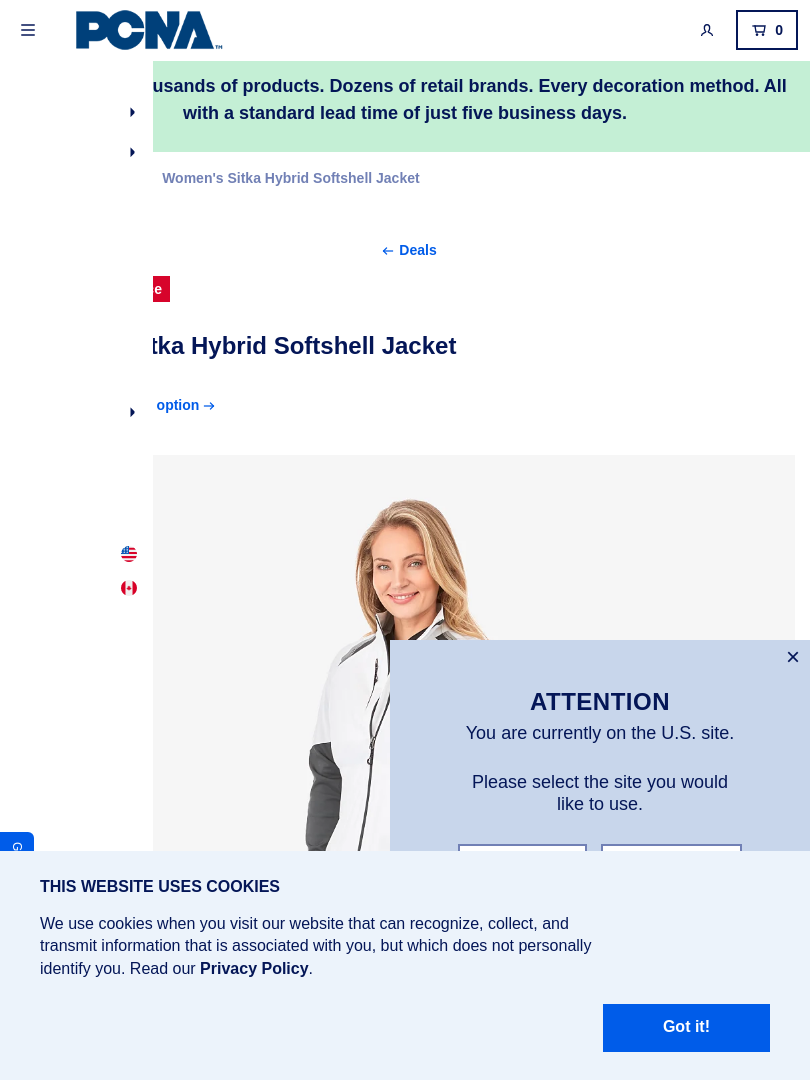 PCNA™
0
usands of products. Dozens of retail brands. Every decoration method. All
with a standard lead time of just five business days.
Women's Sitka Hybrid Softshell Jacket
← Deals
e
tka Hybrid Softshell Jacket
option →
ATTENTION
You are currently on the U.S. site.
Please select the site you would
like to use.
G
THIS WEBSITE USES COOKIES
We use cookies when you visit our website that can recognize, collect, and
transmit information that is associated with you, but which does not personally
identify you. Read our Privacy Policy.
Got it!